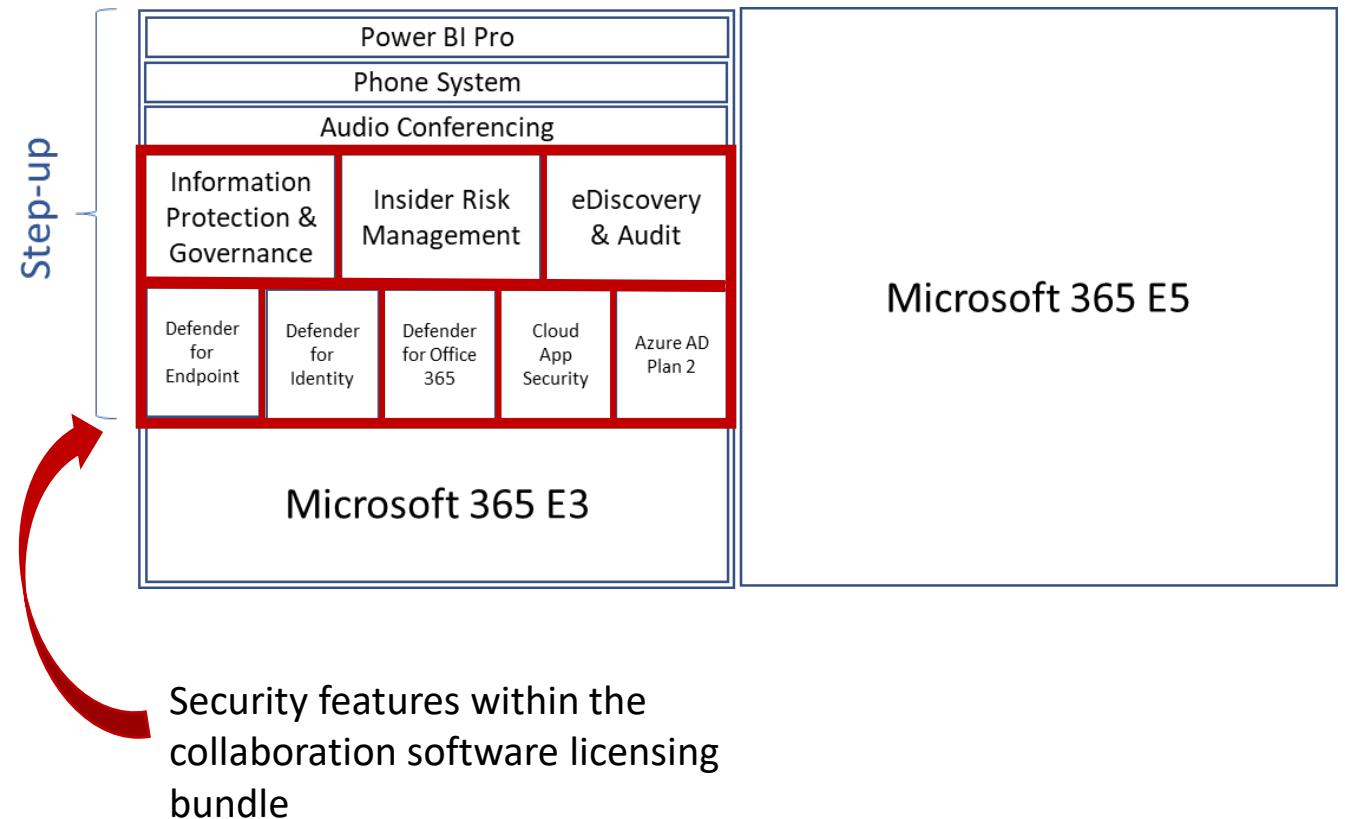 Step-up
Power BI Pro
Phone System
Audio Conferencing
Information
Protection &
Governance
Insider Risk
Management
eDiscovery
& Audit
Defender
for
Endpoint
Defender
for
Identity
Defender
for Office
365
Cloud
App
Security
Azure AD
Plan 2
Microsoft 365 E3
Microsoft 365 E5
Security features within the
collaboration software licensing
bundle